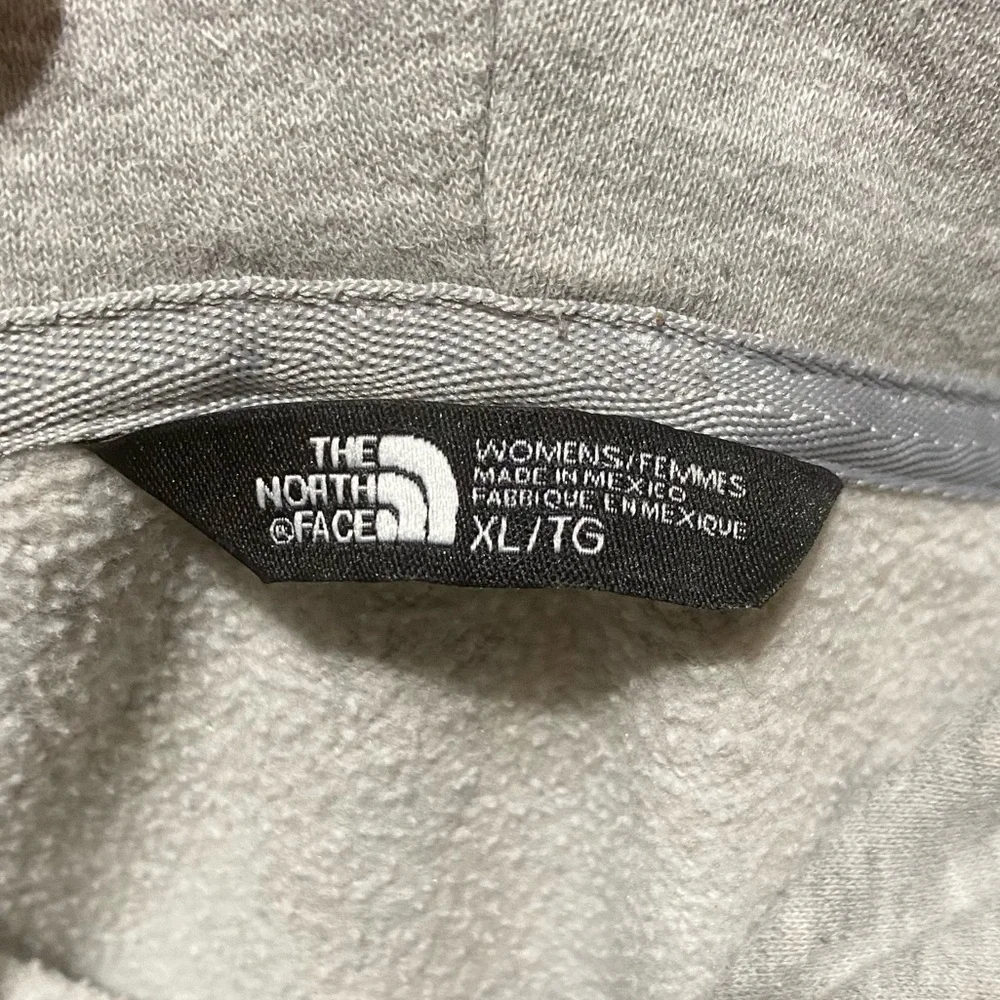 THE
NORTH
®FACE
WOMENS/FEMMES
MADE IN MEXICO
FABRIQUE EN MEXIQUE
XL/TG